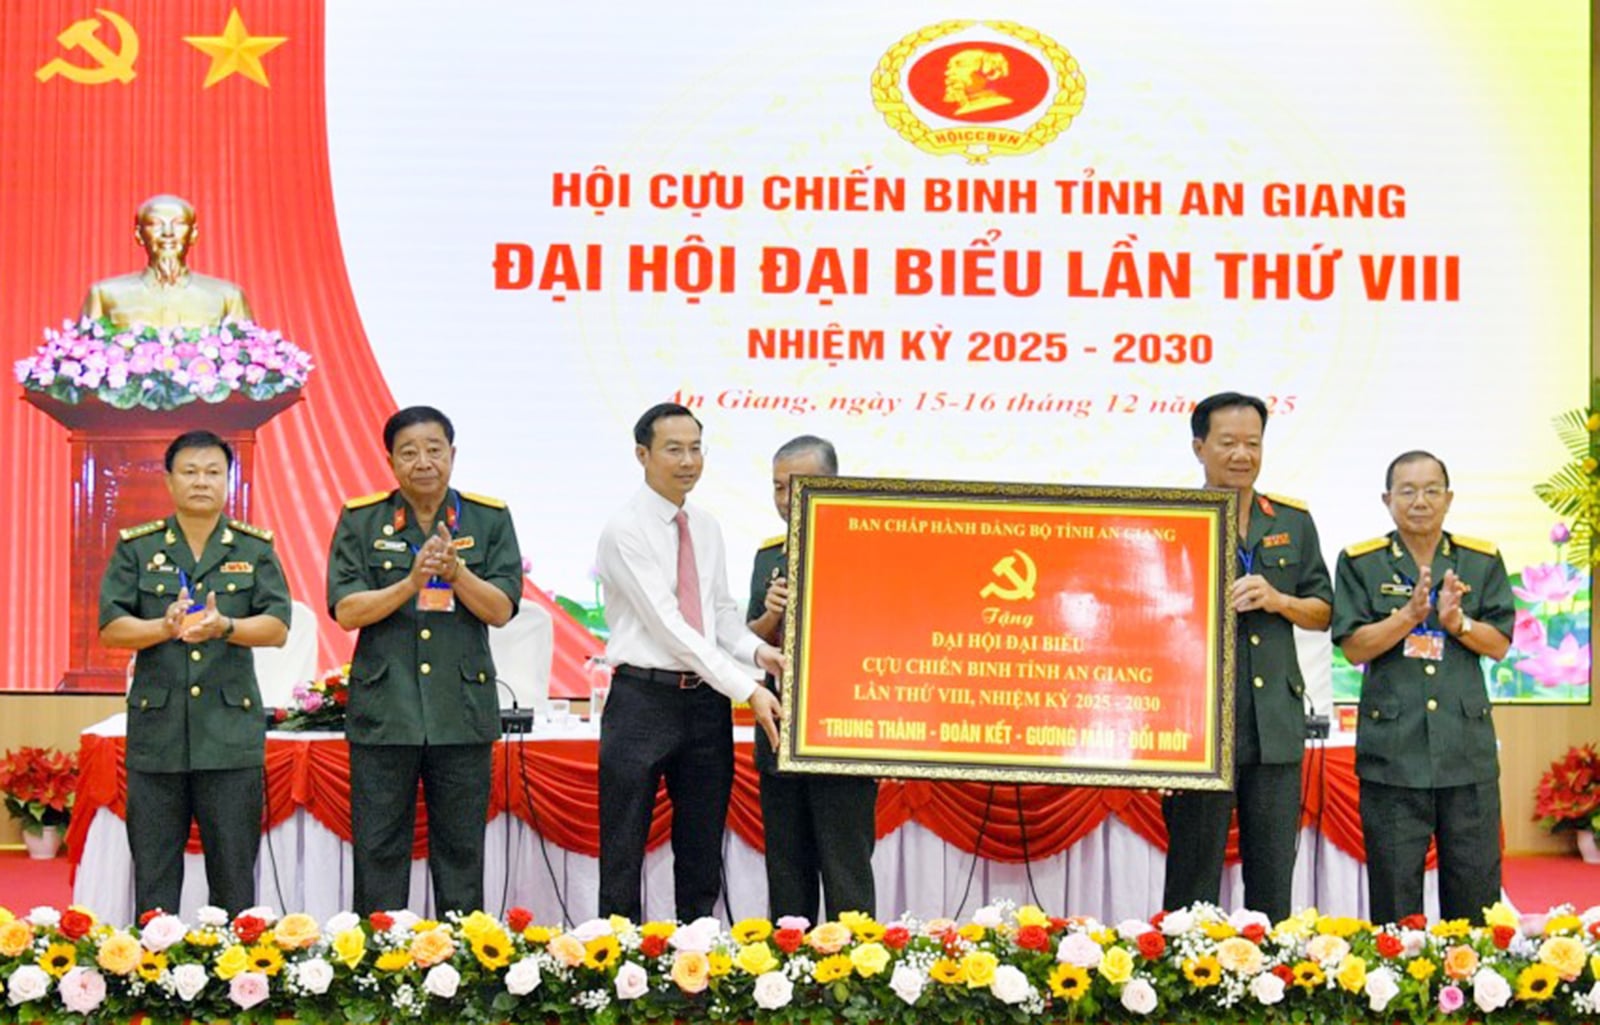 HỘICCBVN
HỘI CỰU CHIẾN BINH TỈNH AN GIANG
ĐẠI HỘI ĐẠI BIỂU LẦN THỨ VIII
NHIỆM KỲ 2025 - 2030
An Giang, ngày 15-16 tháng 12 25
BAN CHẤP HÀNH ĐẢNG BỘ TỈNH AN GIANG
Tặng
ĐẠI HỘI ĐẠI BIỂU
CỰU CHIẾN BINH TỈNH AN GIANG
LẦN THỨ VIII, NHIỆM KỲ 2025 - 2030
"TRUNG THÀNH - ĐOÀN KẾT - GƯƠNG MẪU - ĐỔI MỚI"